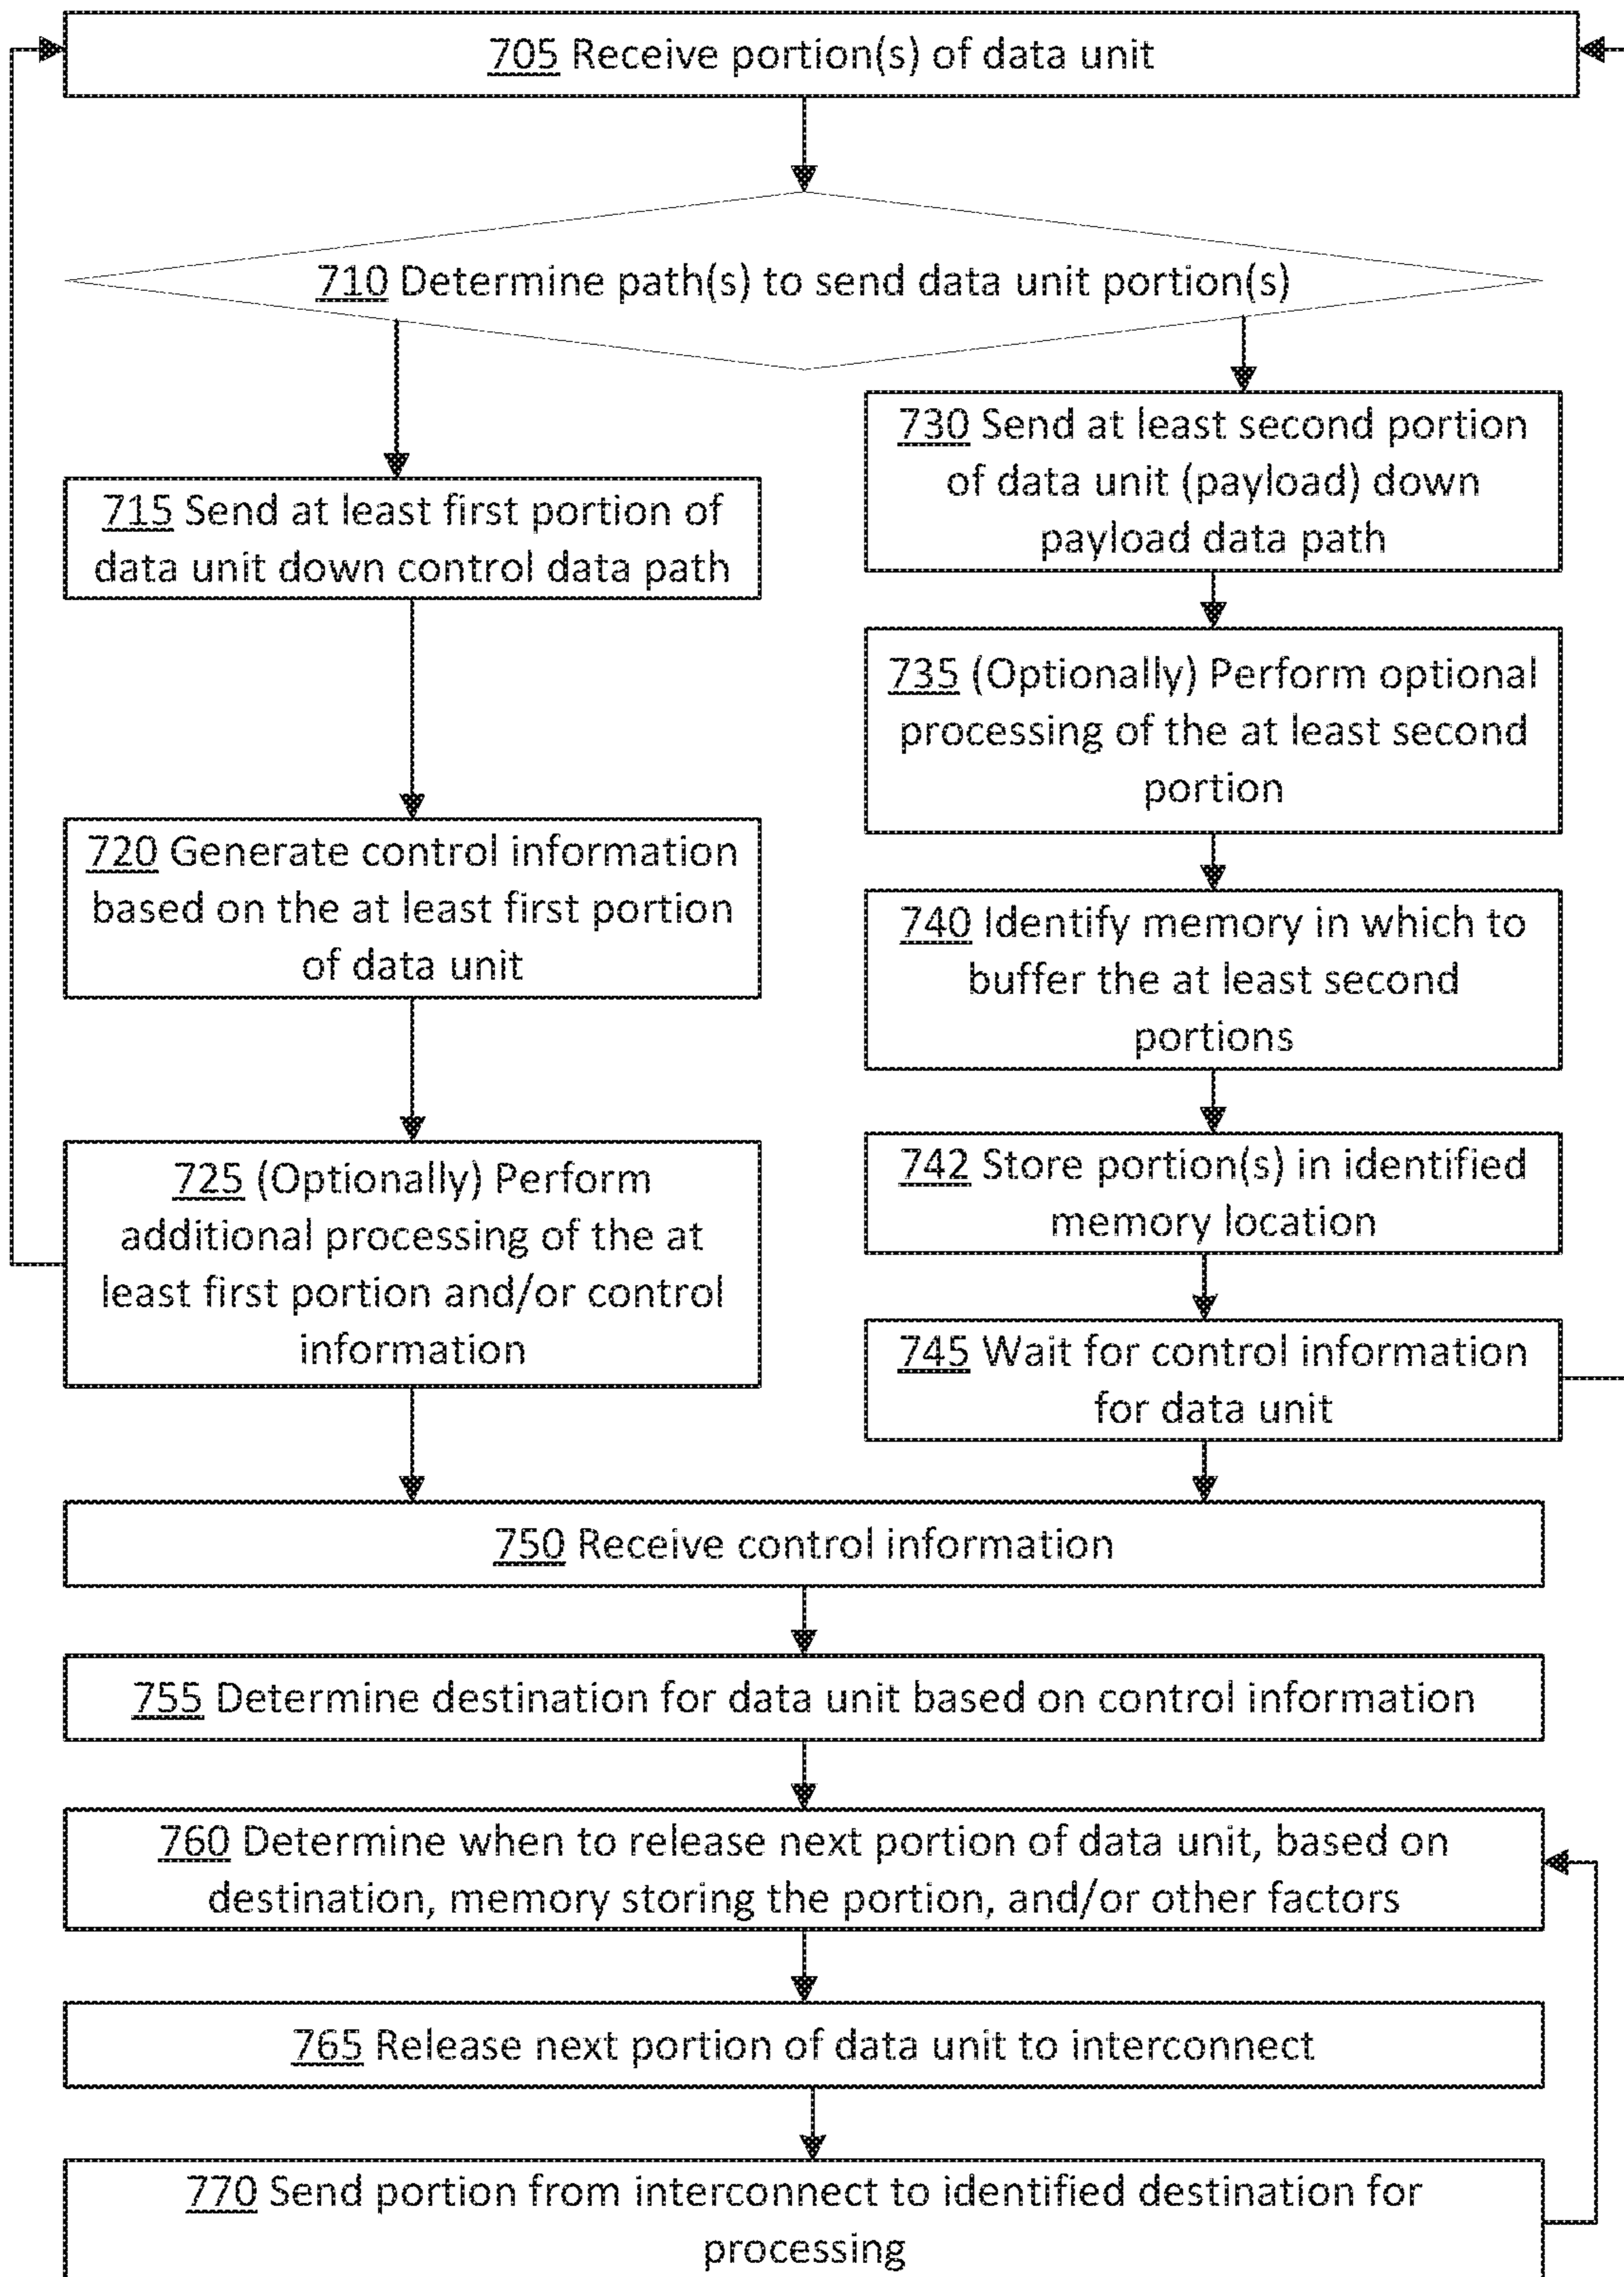 705 Receive portion(s) of data unit
710 Determine path(s) to send data unit portion(s)
715 Send at least first portion of
data unit down control data path
720 Generate control information
based on the at least first portion
of data unit
725 (Optionally) Perform
additional processing of the at
least first portion and/or control
information
730 Send at least second portion
of data unit (payload) down
payload data path
735 (Optionally) Perform optional
processing of the at least second
portion
740 Identify memory in which to
buffer the at least second
portions
742 Store portion(s) in identified
memory location
745 Wait for control information
for data unit
750 Receive control information
755 Determine destination for data unit based on control information
760 Determine when to release next portion of data unit, based on
destination, memory storing the portion, and/or other factors
765 Release next portion of data unit to interconnect
770 Send portion from interconnect to identified destination for
processing